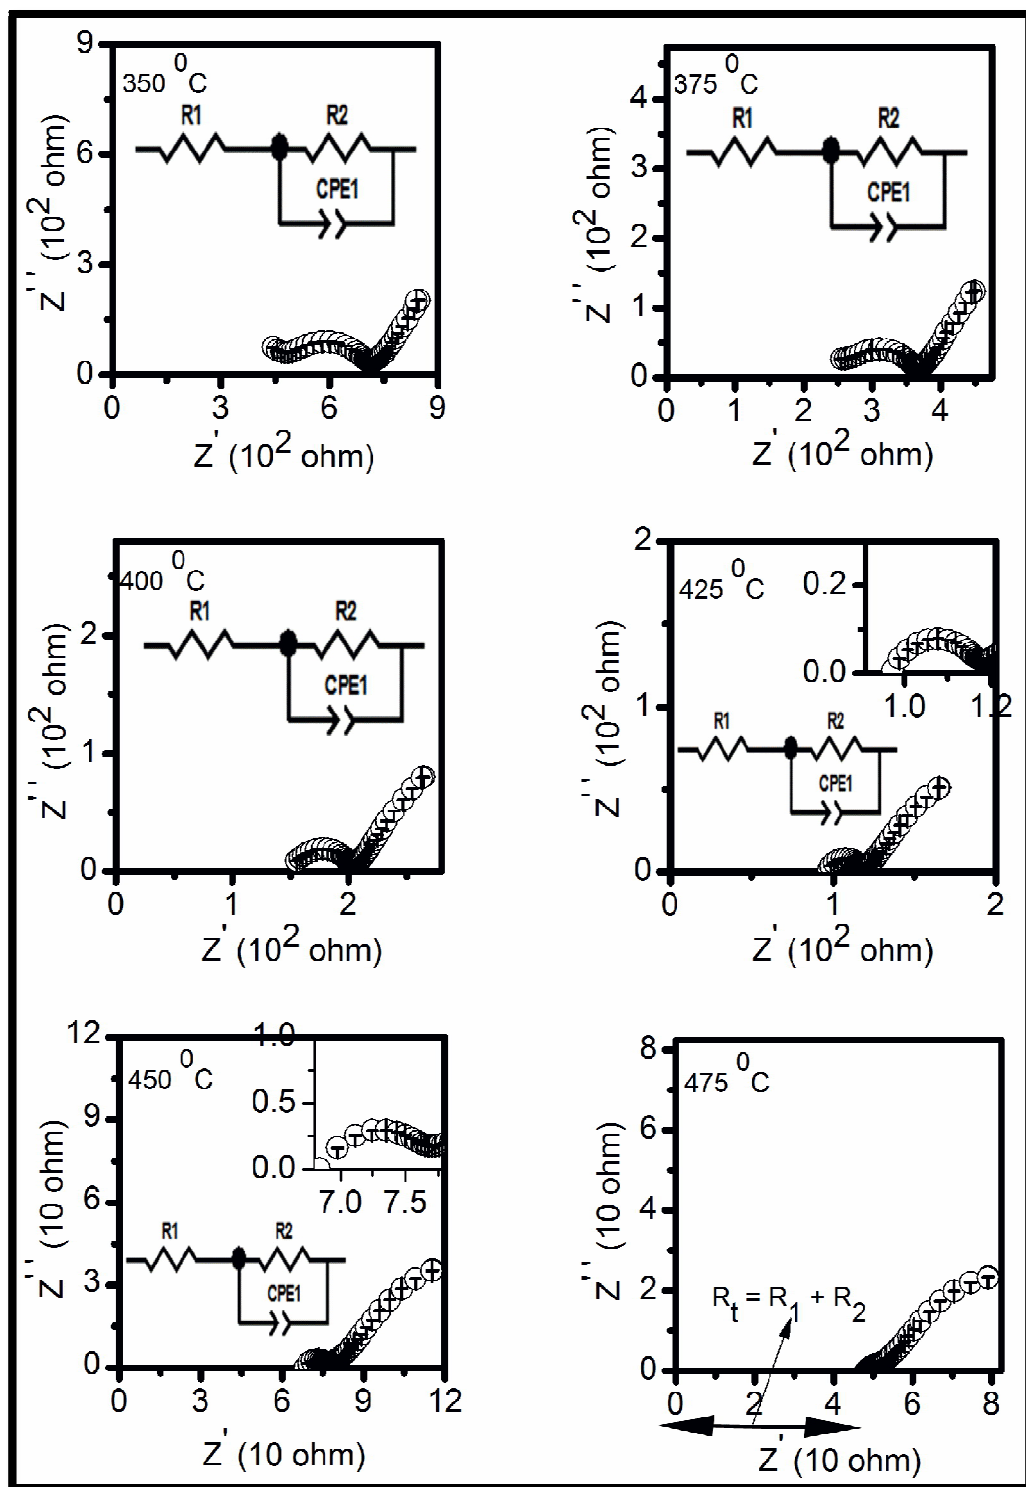 350 ⁰C
R1 R2
CPE1
9
6
3
0
0 3 6 9
Z'' (10² ohm)
Z' (10² ohm)
375 ⁰C
R1 R2
CPE1
4
3
2
1
0
0 1 2 3 4
Z'' (10² ohm)
Z' (10² ohm)
400 ⁰C
R1 R2
CPE1
2
1
0
0 1 2
Z'' (10² ohm)
Z' (10² ohm)
425 ⁰C
0.2
0.0
1.0 1.2
R1 R2
CPE1
2
1
0
0 1 2
Z'' (10² ohm)
Z' (10² ohm)
450 ⁰C
1.0
0.5
0.0
7.0 7.5
R1 R2
CPE1
12
9
6
3
0
0 3 6 9 12
Z'' (10 ohm)
Z' (10 ohm)
475 ⁰C
8
6
4
2
0
Rt = R1 + R2
0 2 4 6 8
Z'' (10 ohm)
Z' (10 ohm)